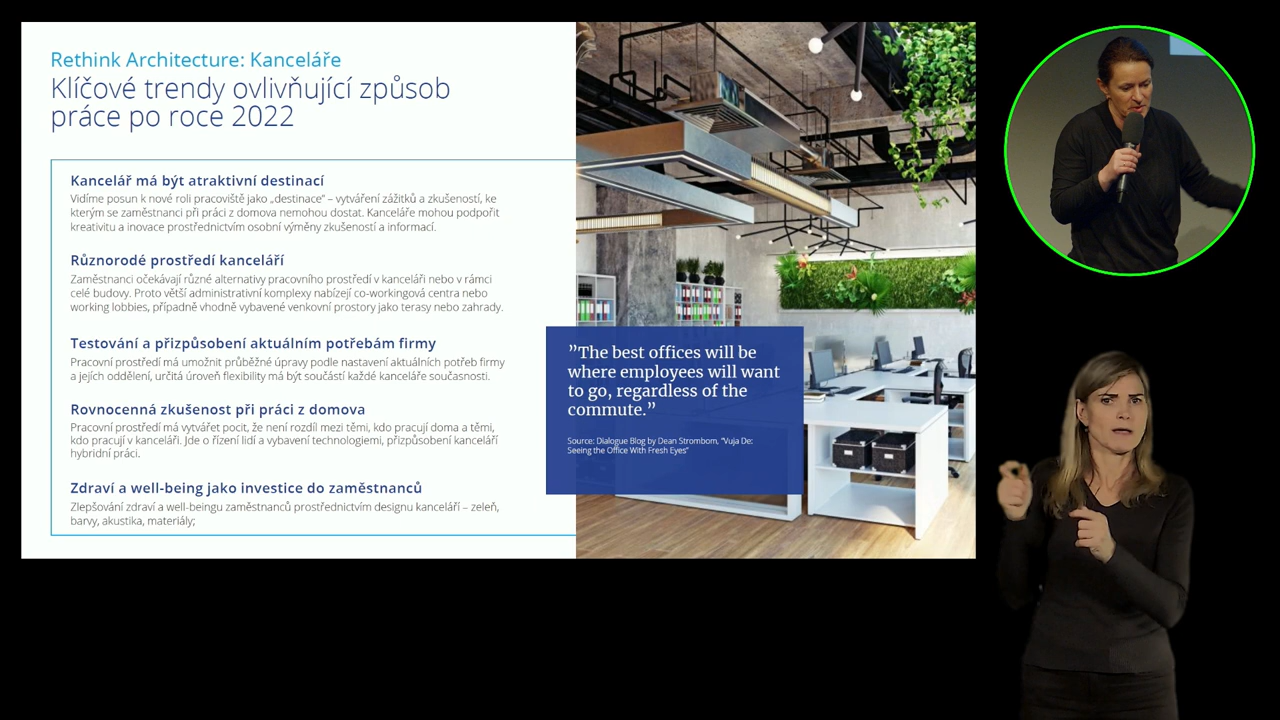 Rethink Architecture: Kanceláře
Klíčové trendy ovlivňující způsob
práce po roce 2022
Kancelář má být atraktivní destinací
Vidíme posun k nové roli pracoviště jako „destinace“ – vytváření zážitků a zkušeností, ke
kterým se zaměstnanci při práci z domova nemohou dostat. Kanceláře mohou podpořit
kreativitu a inovace prostřednictvím osobní výměny zkušeností a informací.
Různorodé prostředí kanceláří
Zaměstnanci očekávají různé alternativy pracovního prostředí v kanceláři nebo v rámci
celé budovy. Proto větší administrativní komplexy nabízejí co-workingová centra nebo
working lobbies, případně vhodně vybavené venkovní prostory jako terasy nebo zahrady.
Testování a přizpůsobení aktuálním potřebám firmy
Pracovní prostředí má umožnit průběžné úpravy podle nastavení aktuálních potřeb firmy
a jejích oddělení, určitá úroveň flexibility má být součástí každé kanceláře současnosti.
Rovnocenná zkušenost při práci z domova
Pracovní prostředí má vytvářet pocit, že není rozdíl mezi těmi, kdo pracují doma a těmi,
kdo pracují v kanceláři. Jde o řízení lidí a vybavení technologiemi, přizpůsobení kanceláří
hybridní práci.
Zdraví a well-being jako investice do zaměstnanců
Zlepšování zdraví a well-beingu zaměstnanců prostřednictvím designu kanceláří – zeleň,
barvy, akustika, materiály;
”The best offices will be
where employees will want
to go, regardless of the
commute.”
Source: Dialogue Blog by Dean Strombom, “Vuja De:
Seeing the Office With Fresh Eyes”